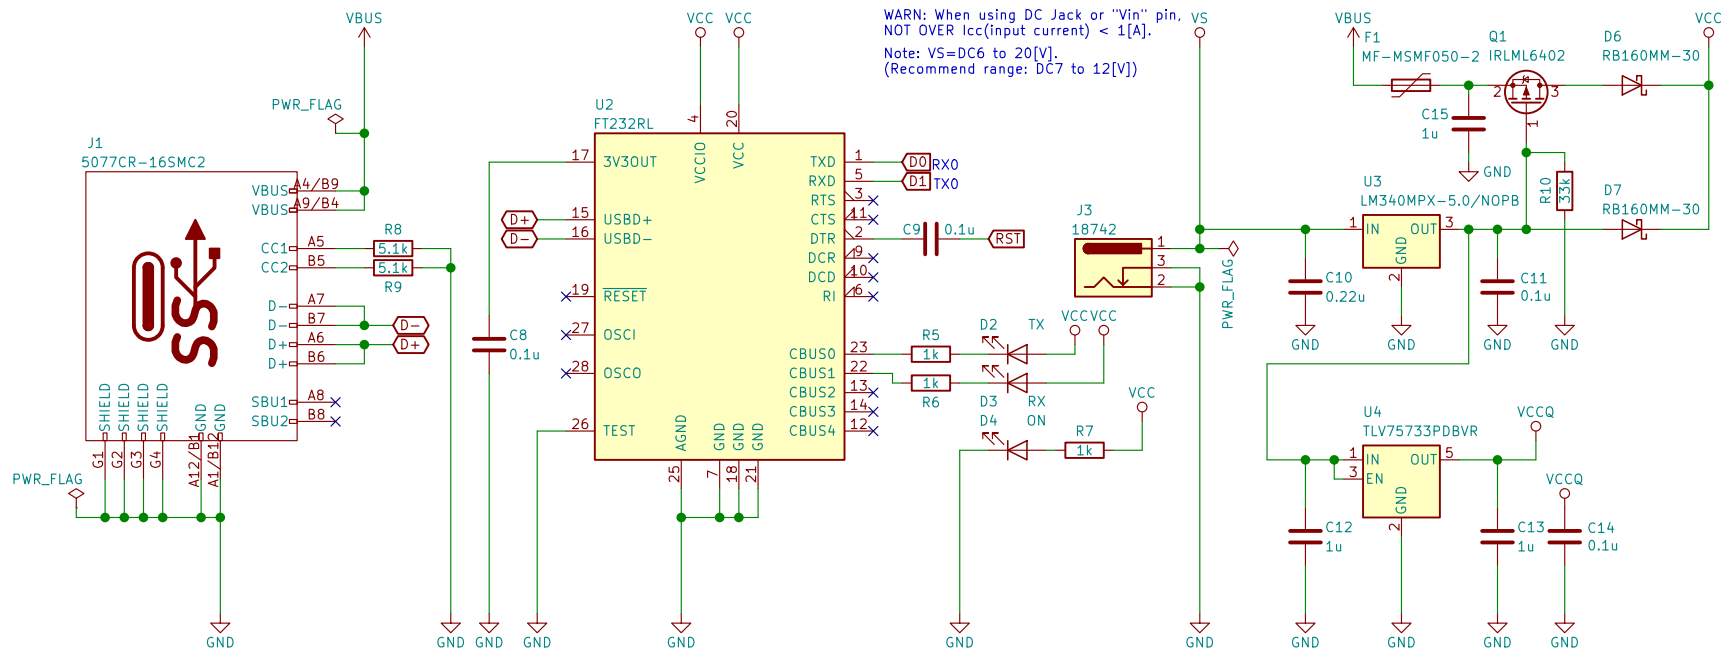 WARN: When using DC Jack or "Vin" pin,
NOT OVER Icc(input current) < 1[A].
Note: VS=DC6 to 20[V].
(Recommend range: DC7 to 12[V])
VBUS
PWR_FLAG
J1
5077CR-16SMC2
VBUS A4/B9
VBUS A9/B4
CC1 A5
CC2 B5
R8
5.1k
5.1k
R9
D- A7
D- B7 D-
D+ A6 D+
D+ B6
SBU1 A8
SBU2 B8
SS
SHIELD SHIELD SHIELD SHIELD GND GND
G1 G2 G3 G4 A12/B1 A1/B12
PWR_FLAG
GND
GND
VCC VCC
U2
FT232RL
4 20
VCCIO VCC
17 3V3OUT
D+ 15 USBD+
D- 16 USBD-
19 RESET
27 OSCI
28 OSCO
26 TEST
C8
0.1u
GND
GND
TXD 1 D0 RX0
RXD 5 D1 TX0
RTS 3
CTS 11
DTR 2 C9 0.1u RST
DCR 9
DCD 10
RI 6
CBUS0 23
CBUS1 22
CBUS2 13
CBUS3 14
CBUS4 12
AGND GND GND GND
25 7 18 21
GND
R5
1k
D2 TX
VCC VCC
1k
R6
D3 RX
D4 ON
R7
1k
VCC
GND
VS
J3
18742
1
3
2
PWR_FLAG
GND
VBUS
F1
MF-MSMF050-2
Q1
IRLML6402
2 3
1
D6
RB160MM-30
VCC
C15
1u
GND
R10
33k
U3
LM340MPX-5.0/NOPB
1 IN OUT 3
GND
2
D7
RB160MM-30
C10
0.22u
C11
0.1u
GND GND GND GND
U4
TLV75733PDBVR
1 IN OUT 5
3 EN
GND
2
VCCQ
VCCQ
C12
1u
C13
1u
C14
0.1u
GND GND GND GND